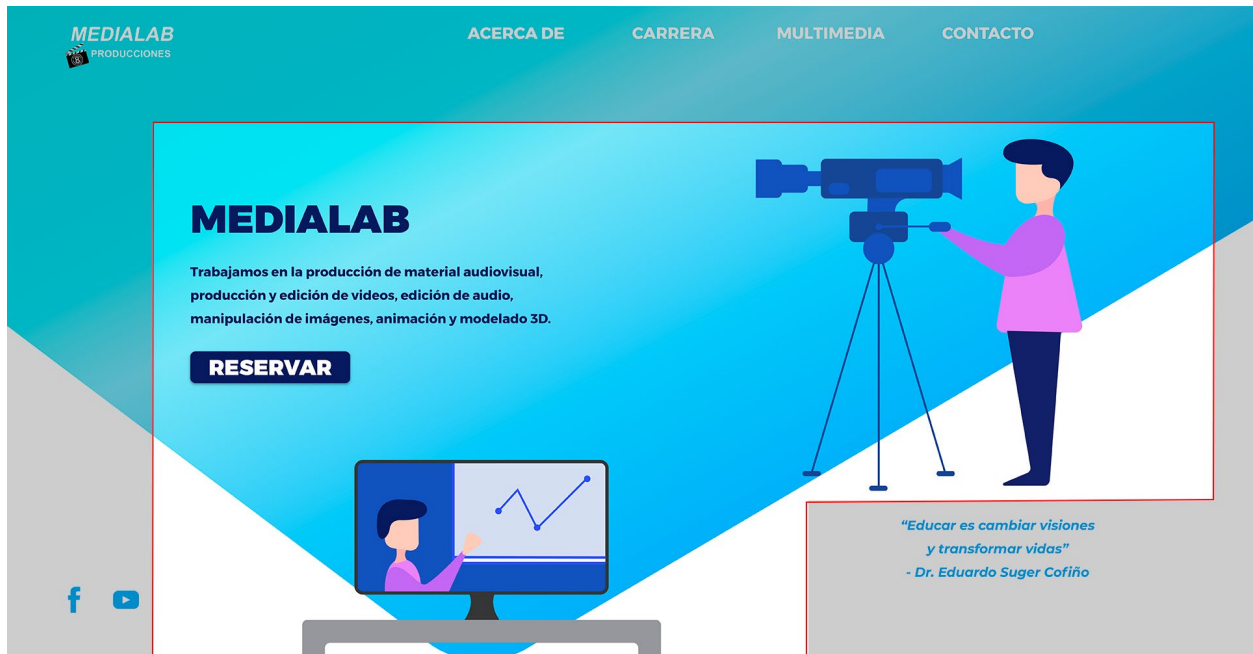 MEDIALAB
PRODUCCIONES
ACERCA DE
CARRERA
MULTIMEDIA
CONTACTO
MEDIALAB
Trabajamos en la producción de material audiovisual,
producción y edición de videos, edición de audio,
manipulación de imágenes, animación y modelado 3D.
RESERVAR
“Educar es cambiar visiones
y transformar vidas”
- Dr. Eduardo Suger Cofiño